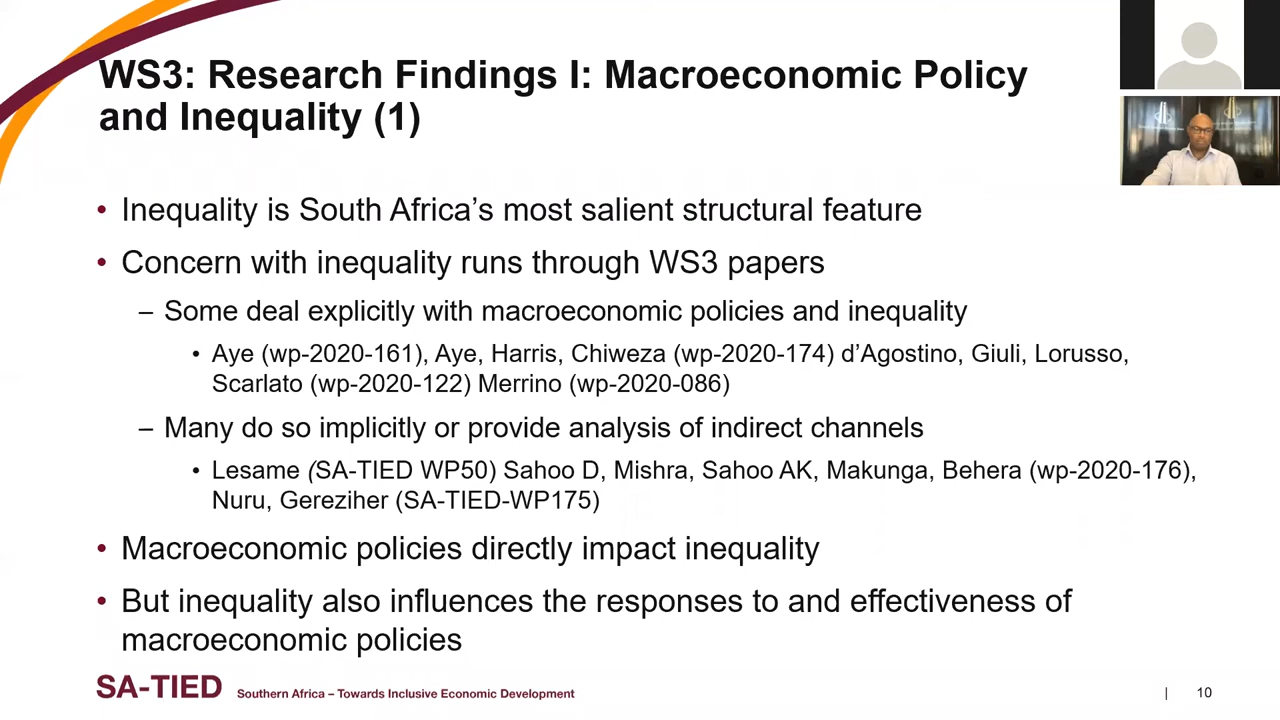 WS3: Research Findings I: Macroeconomic Policy
and Inequality (1)
• Inequality is South Africa’s most salient structural feature
• Concern with inequality runs through WS3 papers
– Some deal explicitly with macroeconomic policies and inequality
• Aye (wp-2020-161), Aye, Harris, Chiweza (wp-2020-174) d’Agostino, Giuli, Lorusso,
Scarlato (wp-2020-122) Merrino (wp-2020-086)
– Many do so implicitly or provide analysis of indirect channels
• Lesame (SA-TIED WP50) Sahoo D, Mishra, Sahoo AK, Makunga, Behera (wp-2020-176),
Nuru, Gereziher (SA-TIED-WP175)
• Macroeconomic policies directly impact inequality
• But inequality also influences the responses to and effectiveness of
macroeconomic policies
SA-TIED Southern Africa – Towards Inclusive Economic Development
| 10